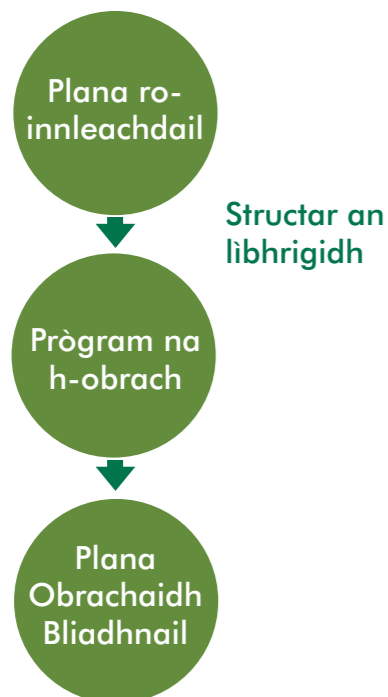 Plana ro-
innleachdail
Structar an
lìbhrigidh
Prògram na
h-obrach
Plana
Obrachaidh
Bliadhnail